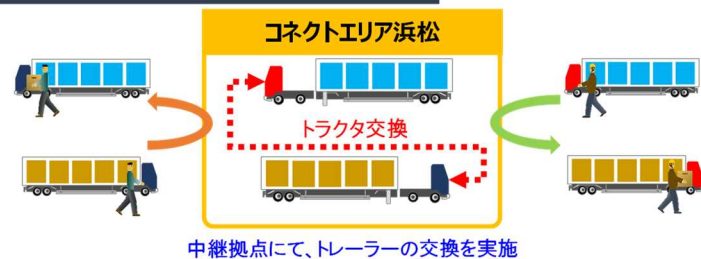 コネクトエリア浜松
トラクタ交換
中継拠点にて、トレーラーの交換を実施